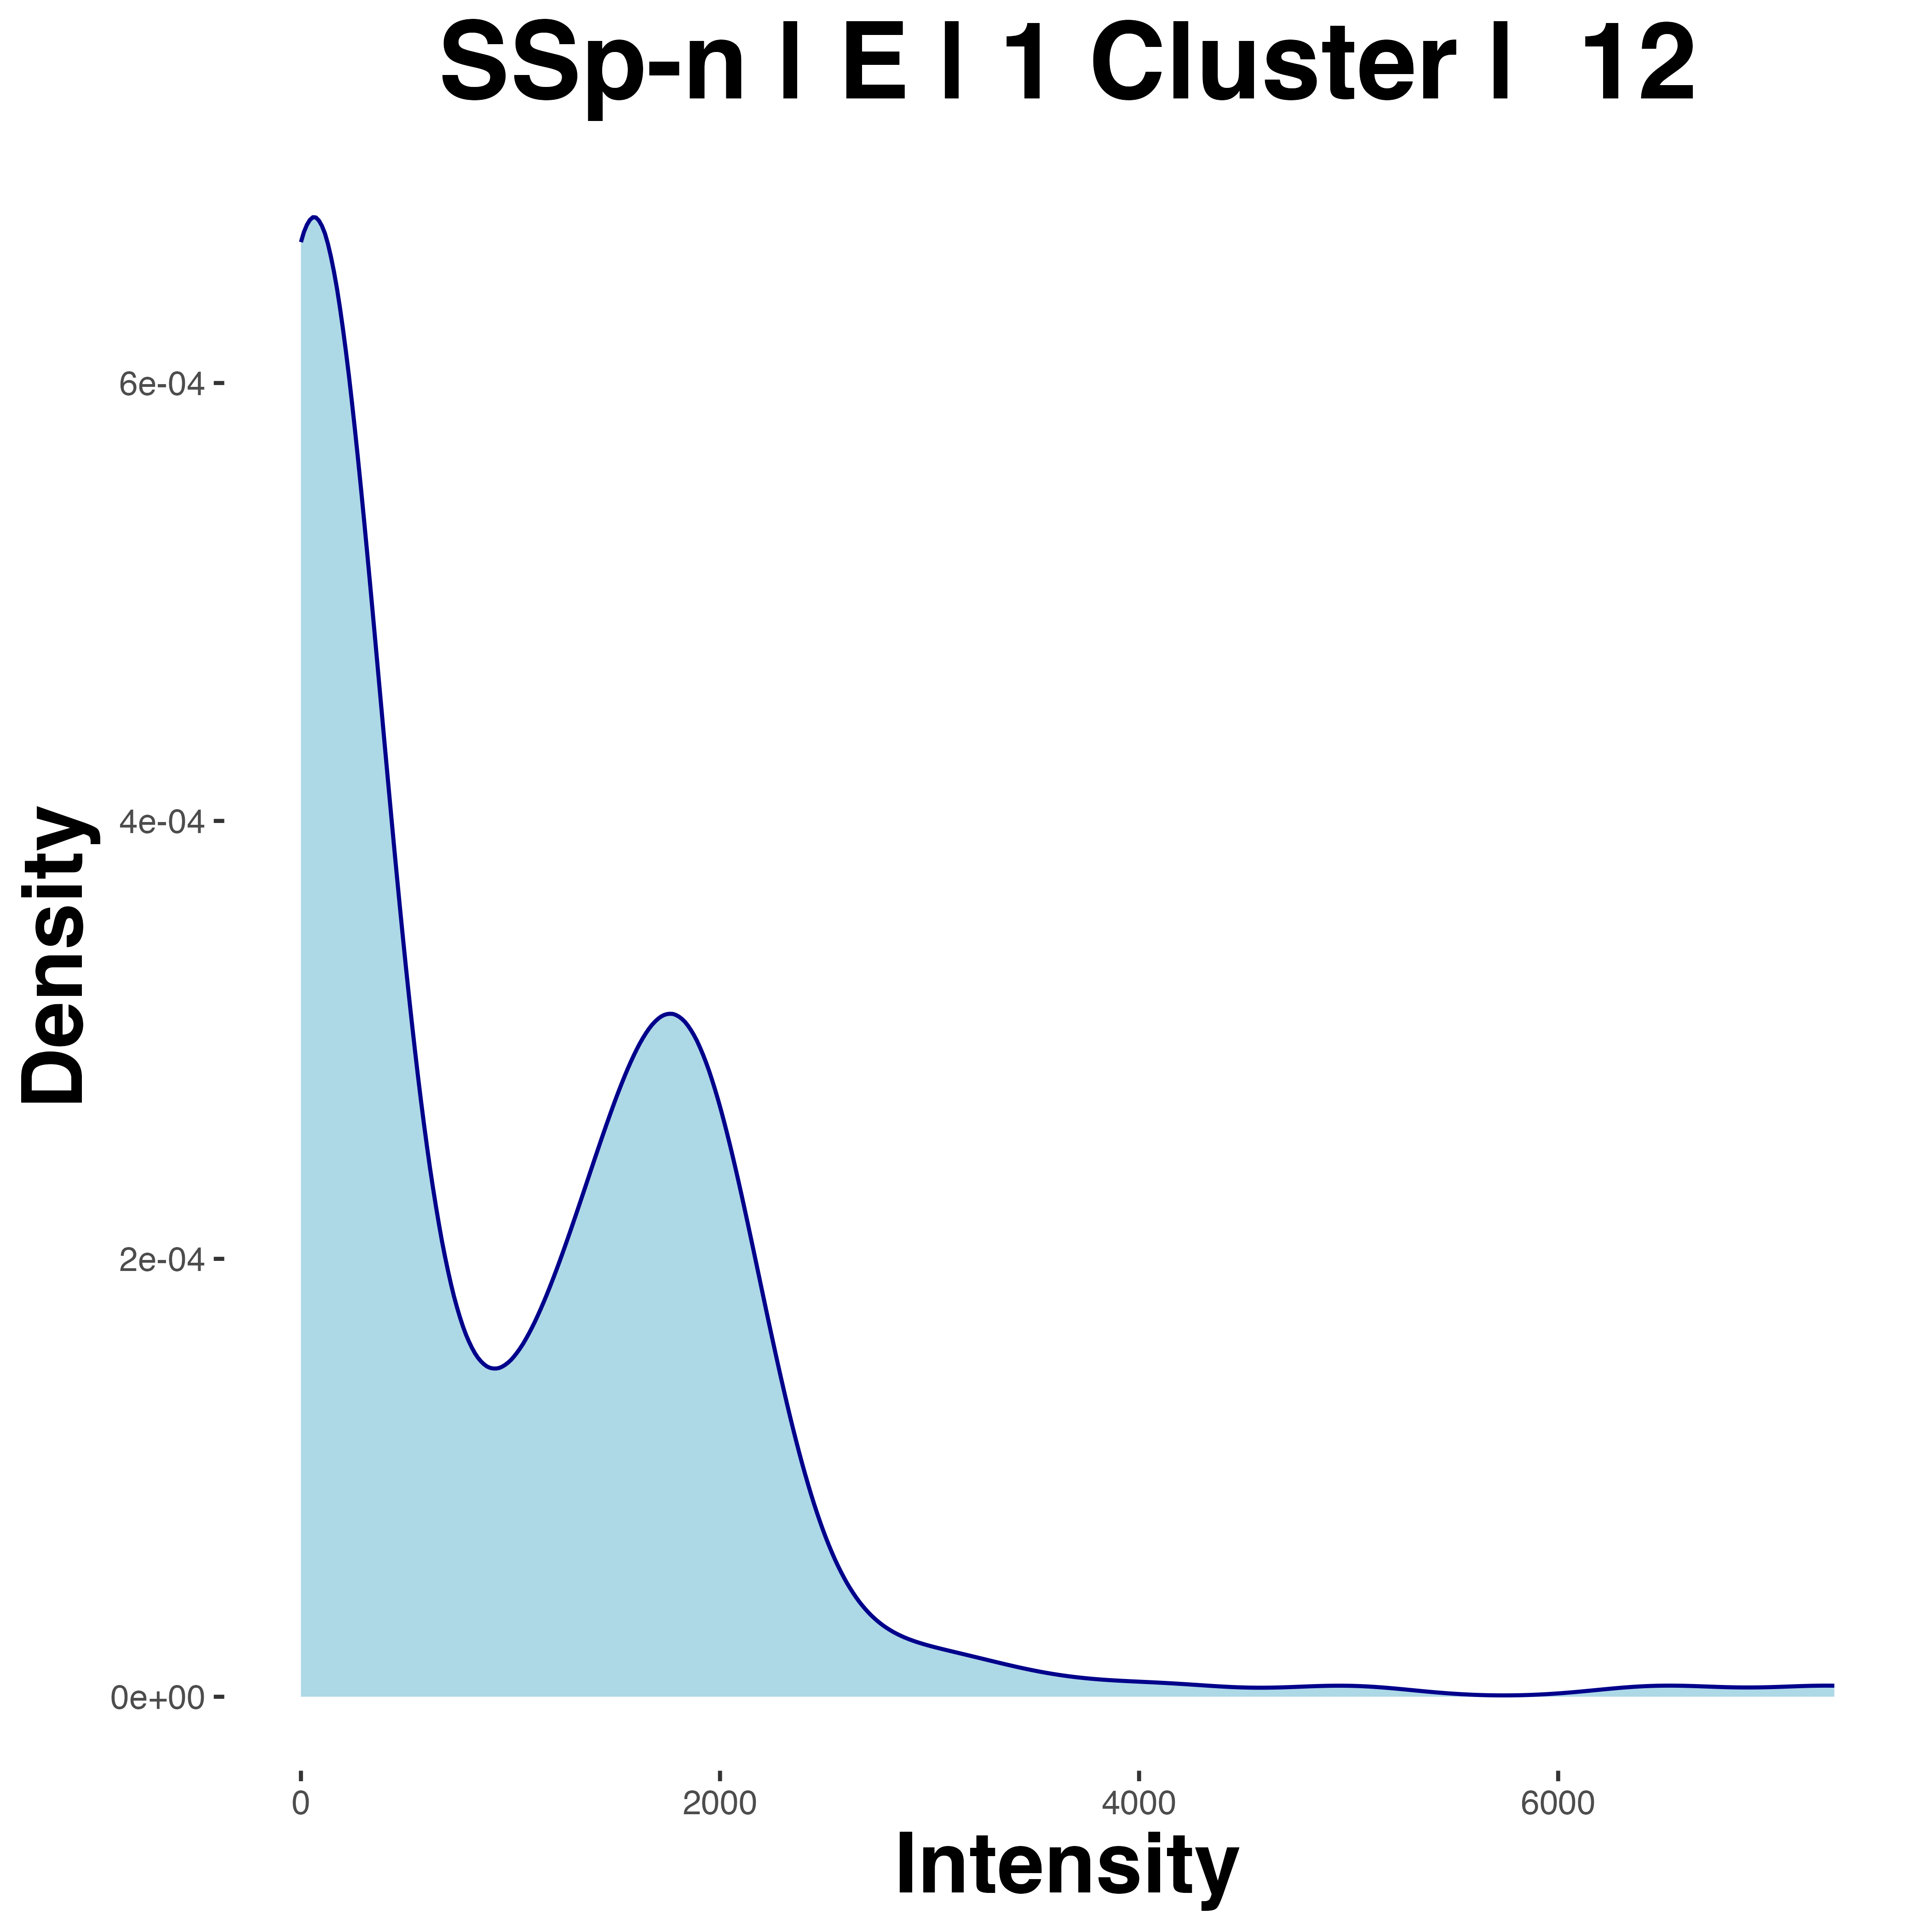 SSp-n | E | 1 Cluster |  12
Density
6e-04
4e-04
2e-04
0e+00
0
2000
4000
6000
Intensity